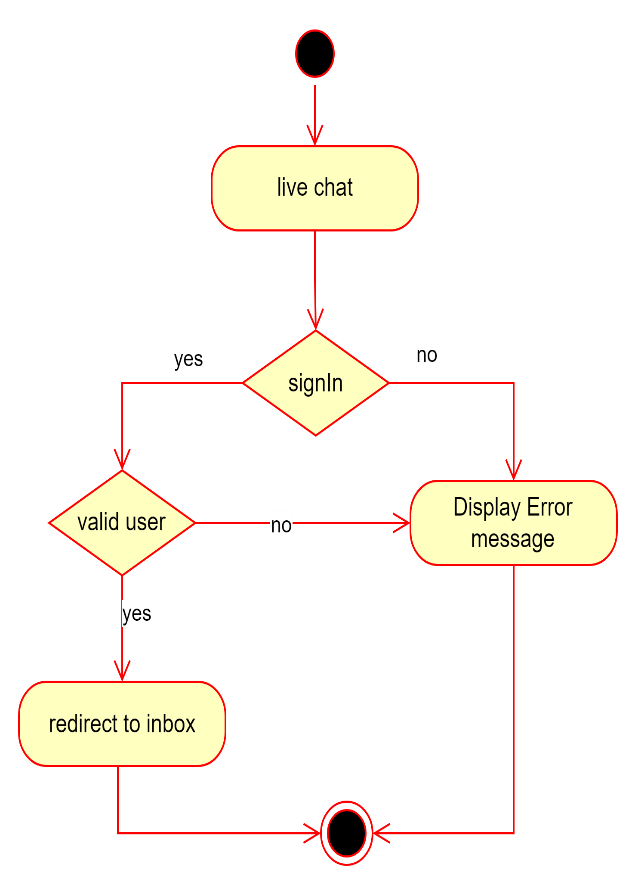 live chat
yes
no
signIn
valid user
no
Display Error
message
yes
redirect to inbox